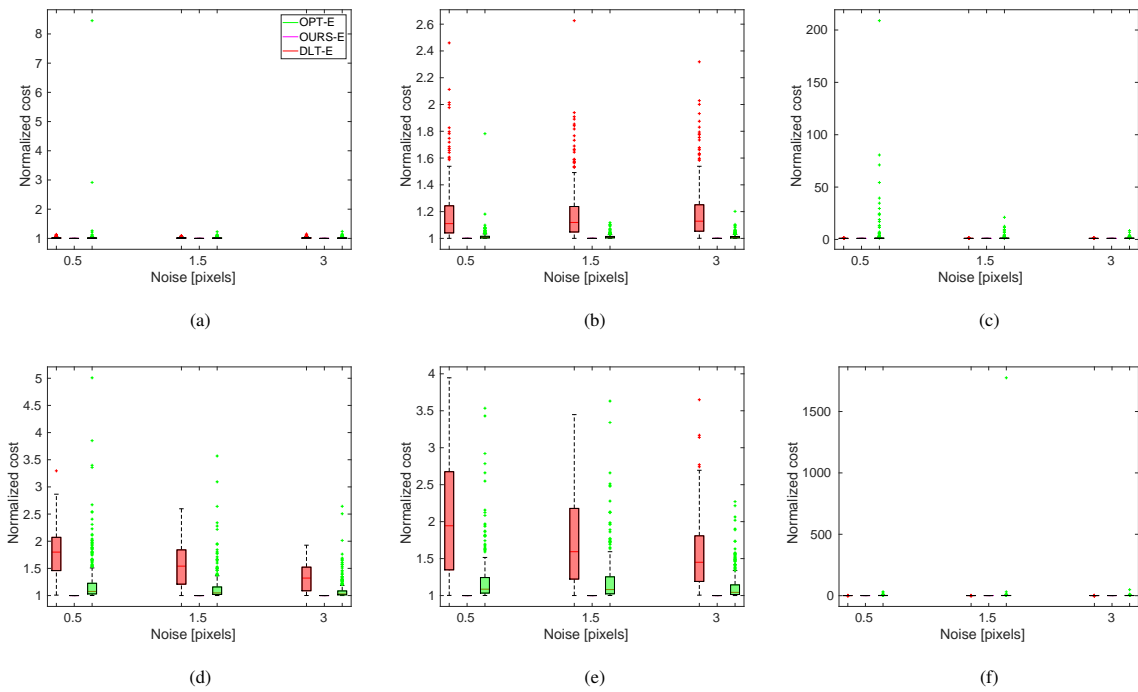 OPT-E
OURS-E
DLT-E
Normalized cost
8
7
6
5
4
3
2
1
0.5
1.5
3
Noise [pixels]
(a)
Normalized cost
2.6
2.4
2.2
2
1.8
1.6
1.4
1.2
1
0.5
1.5
3
Noise [pixels]
(b)
Normalized cost
200
150
100
50
0
0.5
1.5
3
Noise [pixels]
(c)
Normalized cost
5
4.5
4
3.5
3
2.5
2
1.5
1
0.5
1.5
3
Noise [pixels]
(d)
Normalized cost
4
3.5
3
2.5
2
1.5
1
0.5
1.5
3
Noise [pixels]
(e)
Normalized cost
1500
1000
500
0
0.5
1.5
3
Noise [pixels]
(f)